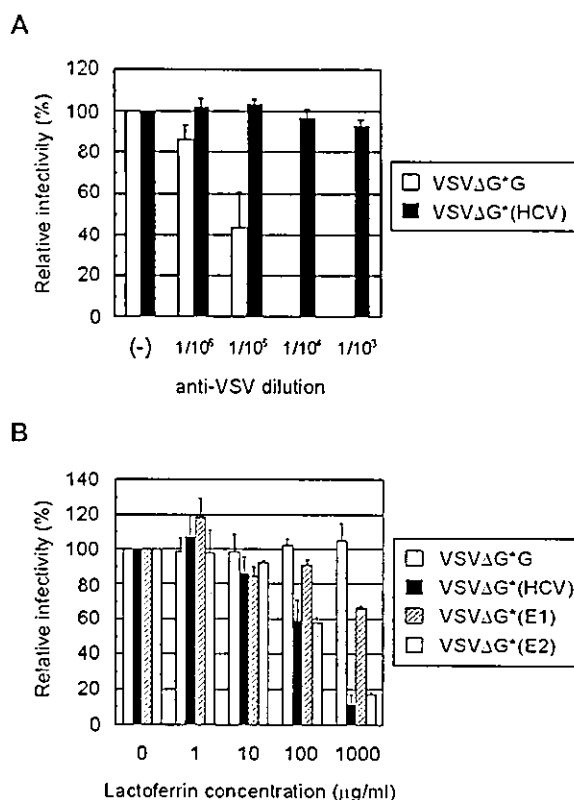 A
Relative infectivity (%)
120
100
80
60
40
20
0
(-) 1/10⁶ 1/10⁵ 1/10⁴ 1/10³
anti-VSV dilution
VSVΔG*G
VSVΔG*(HCV)
B
Relative infectivity (%)
140
120
100
80
60
40
20
0
0 1 10 100 1000
Lactoferrin concentration (μg/ml)
VSVΔG*G
VSVΔG*(HCV)
VSVΔG*(E1)
VSVΔG*(E2)